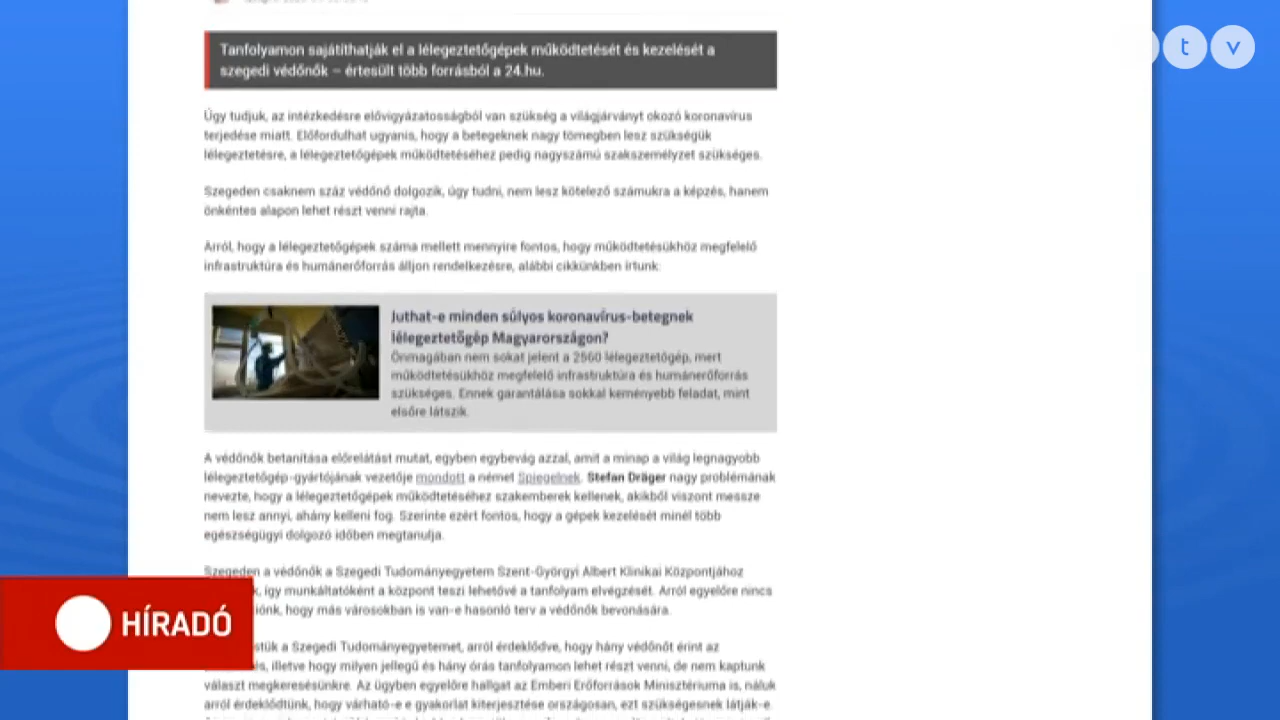 t v
Tanfolyamon sajátíthatják el a lélegeztetőgépek működtetését és kezelését a
szegedi védőnők – értesült több forrásból a 24.hu.
Úgy tudjuk, az intézkedésre elővigyázatosságból van szükség a világjárványt okozó koronavírus
terjedése miatt. Előfordulhat ugyanis, hogy a betegeknek nagy tömegben lesz szükségük
lélegeztetésre, a lélegeztetőgépek működtetéséhez pedig nagyszámú szakszemélyzet szükséges.
Szegeden csaknem száz védőnő dolgozik, úgy tudni, nem lesz kötelező számukra a képzés, hanem
önkéntes alapon lehet részt venni rajta.
Arról, hogy a lélegeztetőgépek száma mellett mennyire fontos, hogy működtetésükhöz megfelelő
infrastruktúra és humánerőforrás álljon rendelkezésre, alábbi cikkünkben írtunk:
Juthat-e minden súlyos koronavírus-betegnek
lélegeztetőgép Magyarországon?
Önmagában nem sokat jelent a 2560 lélegeztetőgép, mert
működtetésükhöz megfelelő infrastruktúra és humánerőforrás
szükséges. Ennek garantálása sokkal keményebb feladat, mint
elsőre látszik.
A védőnők betanítása előrelátást mutat, egyben egybevág azzal, amit a minap a világ legnagyobb
lélegeztetőgép-gyártójának vezetője mondott a német Spiegelnek. Stefan Dräger nagy problémának
nevezte, hogy a lélegeztetőgépek működtetéséhez szakemberek kellenek, akikből viszont messze
nem lesz annyi, ahány kelleni fog. Szerinte ezért fontos, hogy a gépek kezelését minél több
egészségügyi dolgozó időben megtanulja.
Szegeden a védőnők a Szegedi Tudományegyetem Szent-Györgyi Albert Klinikai Központjához
így munkáltatóként a központ teszi lehetővé a tanfolyam elvégzését. Arról egyelőre nincs
hogy más városokban is van-e hasonló terv a védőnők bevonására.
HÍRADÓ
a Szegedi Tudományegyetemet, arról érdeklődve, hogy hány védőnőt érint az
illetve hogy milyen jellegű és hány órás tanfolyamon lehet részt venni, de nem kaptunk
választ megkeresésünkre. Az ügyben egyelőre hallgat az Emberi Erőforrások Minisztériuma is, náluk
arról érdeklődtünk, hogy várható-e e gyakorlat kiterjesztése országosan, ezt szükségesnek látják-e.